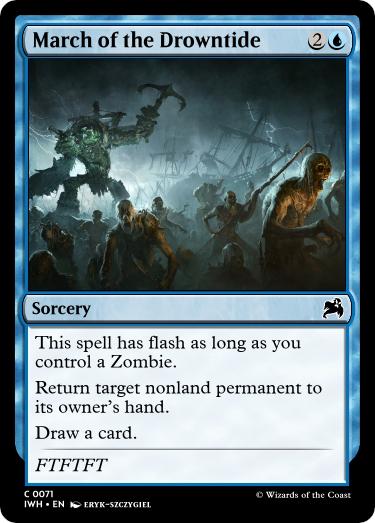 March of the Drowntide 2
Sorcery
This spell has flash as long as you
control a Zombie.
Return target nonland permanent to
its owner's hand.
Draw a card.
FTFTFT
C 0071
IWH • EN ERYK-SZCZYGIEL
© Wizards of the Coast